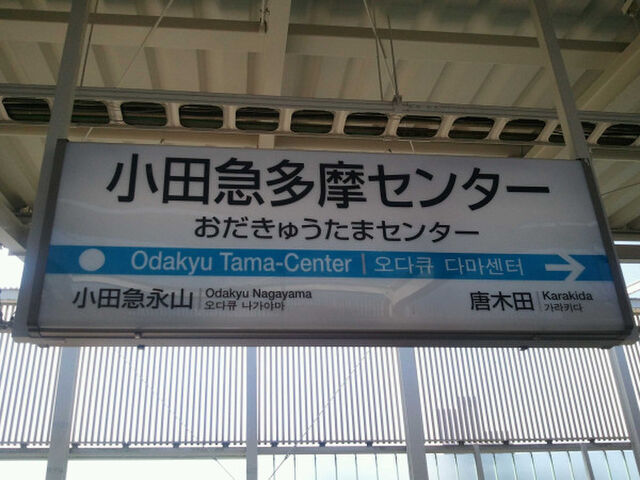 小田急多摩センター
おだきゅうたまセンター
Odakyu Tama-Center | 오다큐 다마센터
小田急永山 Odakyu Nagayama
오다큐 나가야마
唐木田 Karakida
가라키다